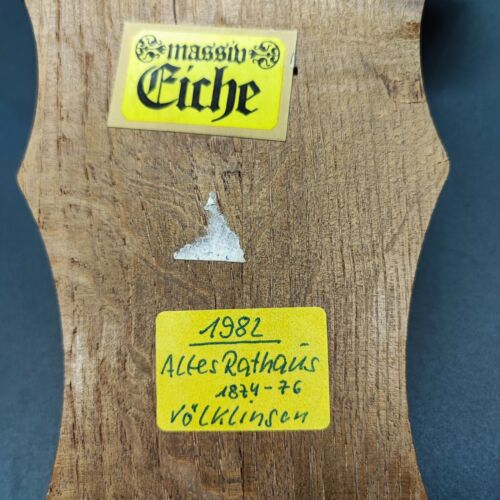 massiv
Eiche
1982
Altes Rathaus
1874-76
Völklingen